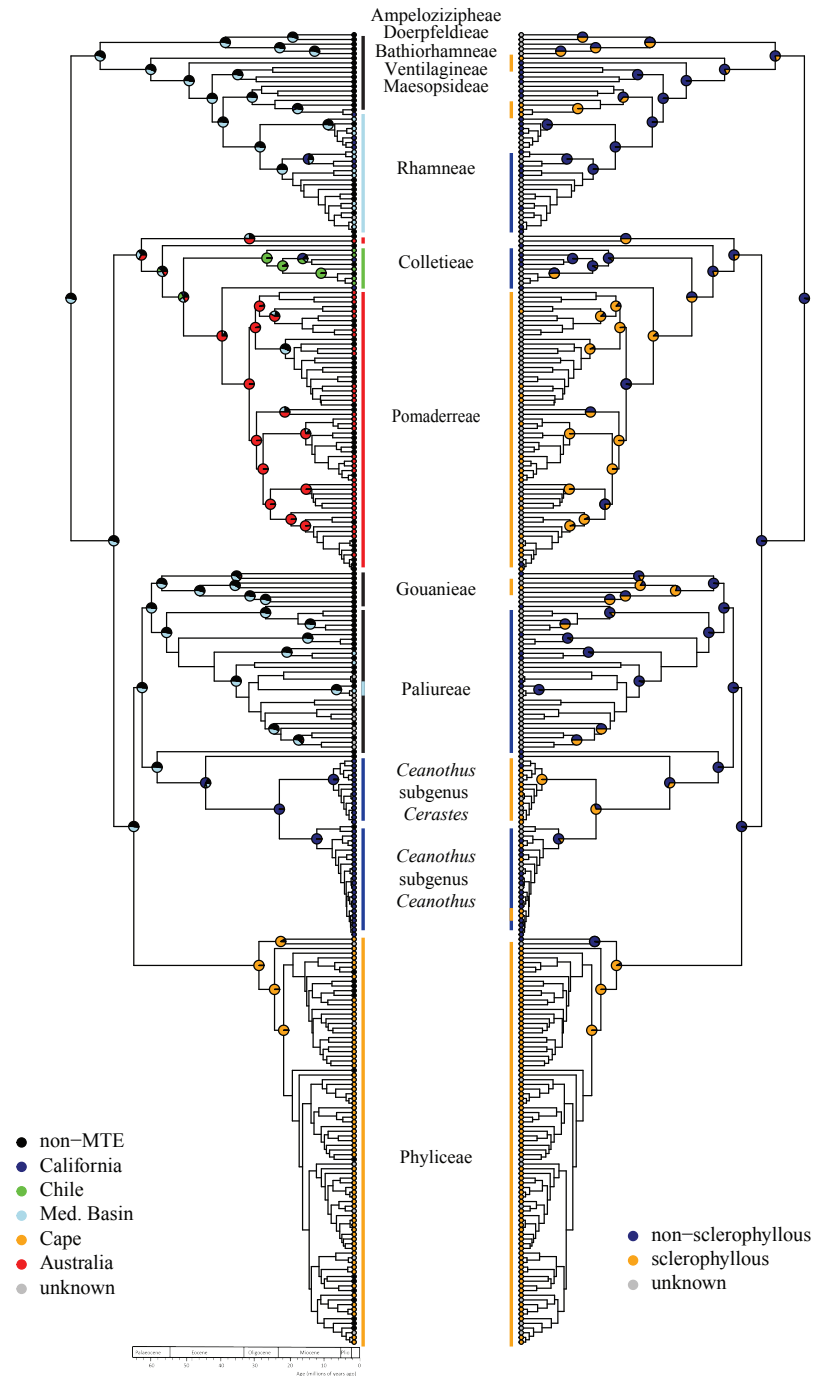 Ampelozizipheae
Doerpfeldieae
Bathiorhamneae
Ventilagineae
Maesopsideae
Rhamneae
Colletieae
Pomaderreae
Gouanieae
Paliureae
Ceanothus
subgenus
Cerastes
Ceanothus
subgenus
Ceanothus
Phyliceae
non−MTE
California
Chile
Med. Basin
Cape
Australia
unknown
non−sclerophyllous
sclerophyllous
unknown
Palaeocene Eocene Oligocene Miocene Plio
60 50 40 30 20 10 0
Age (millions of years ago)